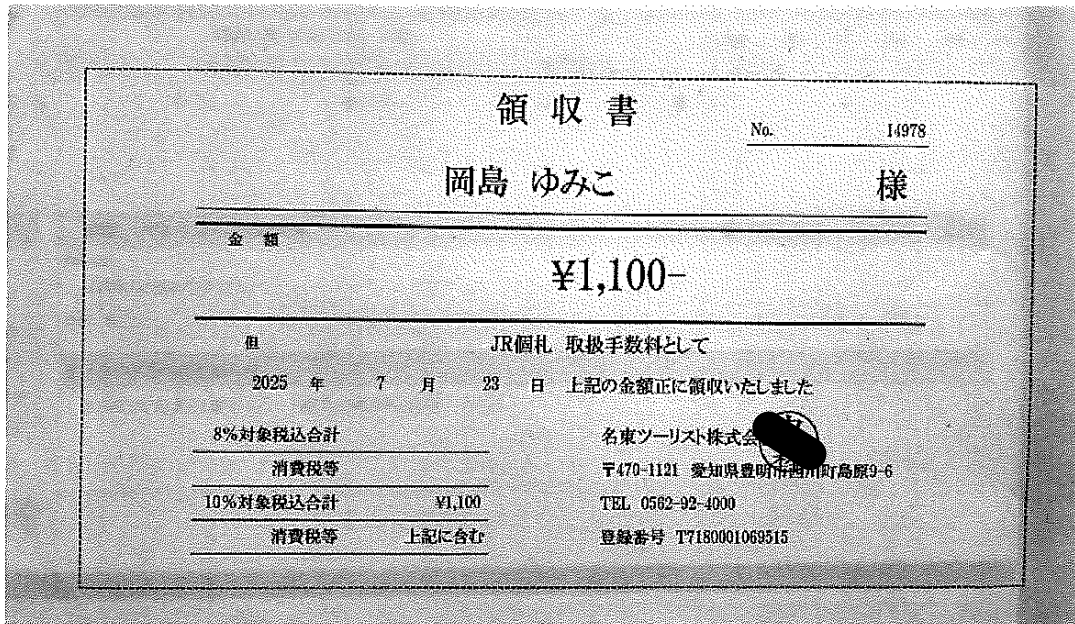 領 収 書
No. 14978
岡島 ゆみこ 様
金 額
¥1,100-
但 JR個札 取扱手数料として
2025 年 7 月 23 日 上記の金額正に領収いたしました
8%対象税込合計
消費税等
10%対象税込合計 ¥1,100
消費税等 上記に含む
名東ツーリスト株式会
〒470-1121 愛知県豊明市西川町島原9-6
TEL 0562-92-4000
登録番号 T7180001069515